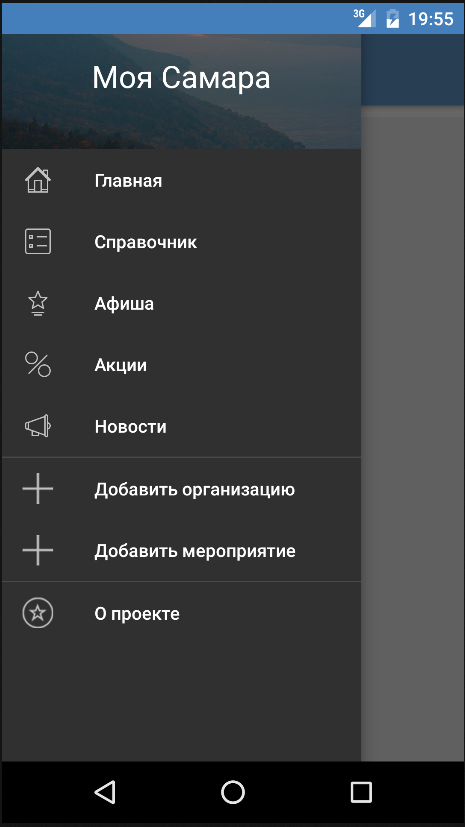 3G 19:55
Моя Самара
Главная
Справочник
Афиша
Акции
Новости
Добавить организацию
Добавить мероприятие
О проекте